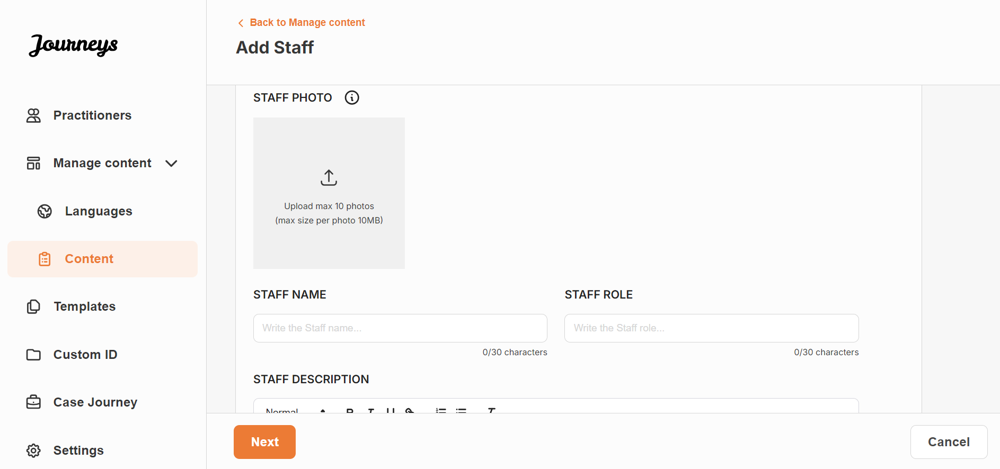 Journeys
Practitioners
Manage content
Languages
Content
Templates
Custom ID
Case Journey
Settings
Back to Manage content
Add Staff
STAFF PHOTO
Upload max 10 photos
(max size per photo 10MB)
STAFF NAME
STAFF ROLE
Write the Staff name...
Write the Staff role...
0/30 characters
0/30 characters
STAFF DESCRIPTION
Normal
Next
Cancel